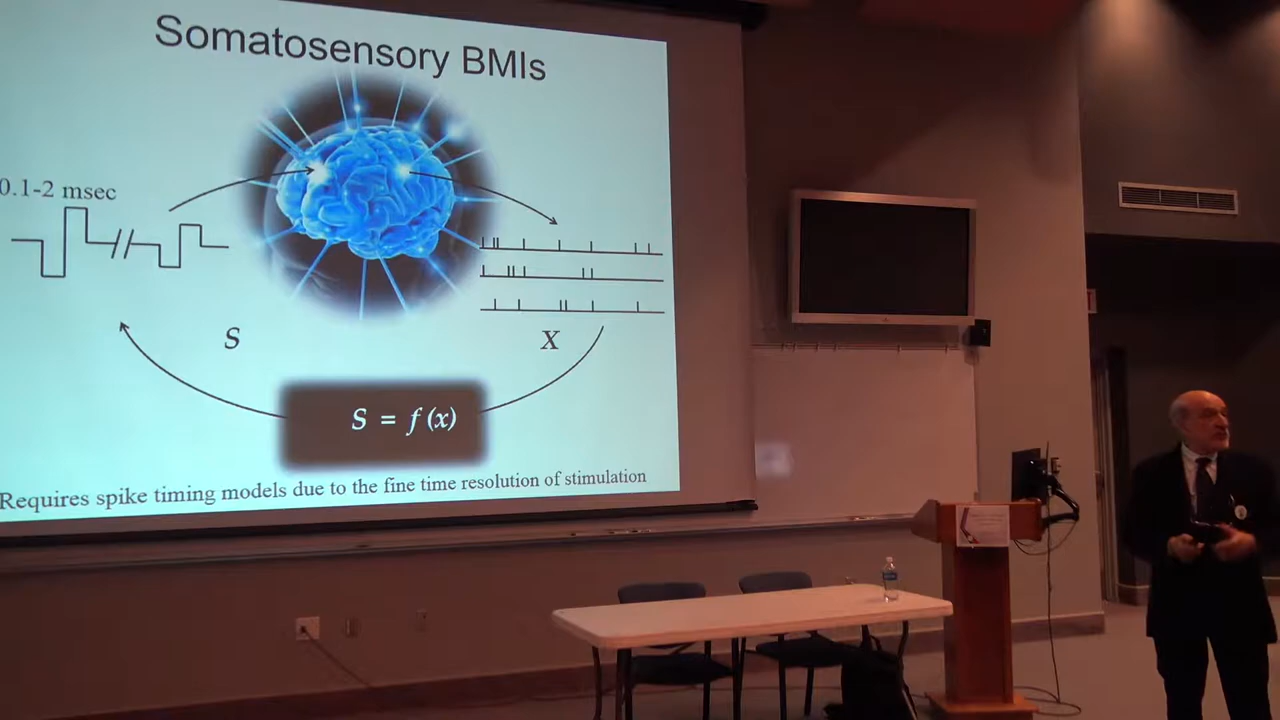 Somatosensory BMIs
0.1-2 msec
S
X
S = f(x)
Requires spike timing models due to the fine time resolution of stimulation